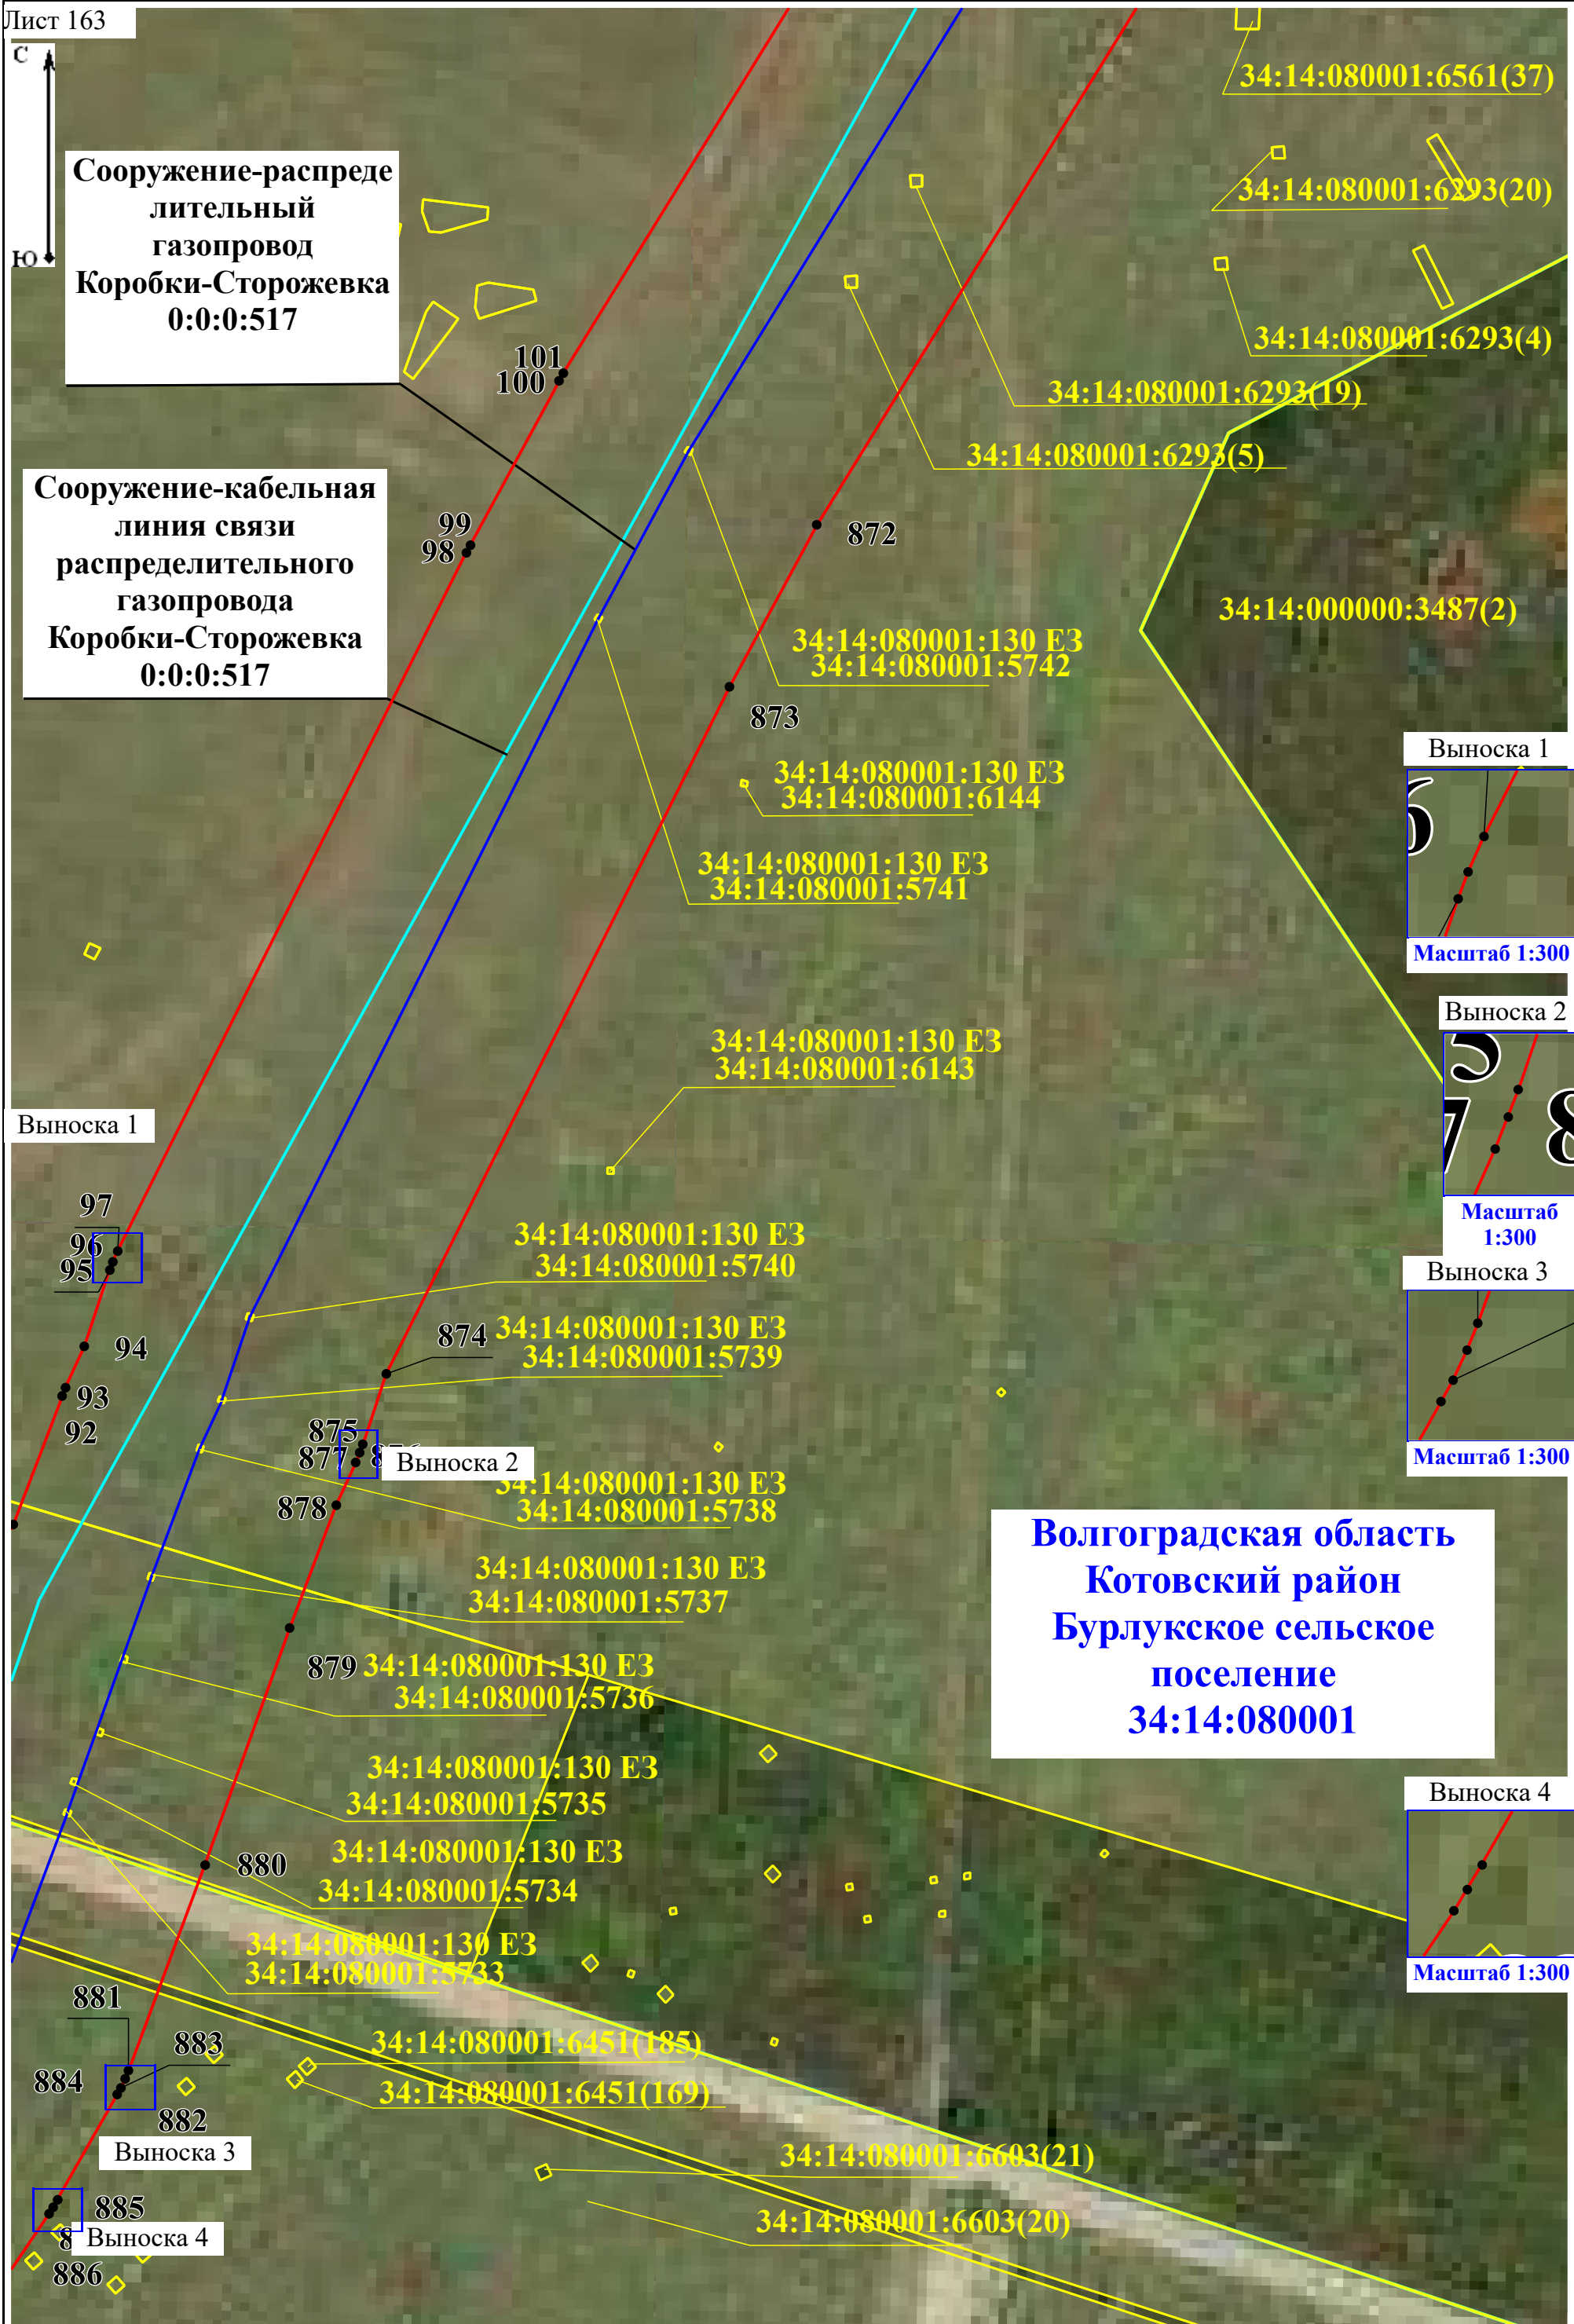 Лист 163
С
Ю
Сооружение-распреде
лительный
газопровод
Коробки-Сторожевка
0:0:0:517
Сооружение-кабельная
линия связи
распределительного
газопровода
Коробки-Сторожевка
0:0:0:517
34:14:080001:6561(37)
34:14:080001:6293(20)
34:14:080001:6293(4)
34:14:080001:6293(19)
34:14:080001:6293(5)
101
100
99
98
872
34:14:000000:3487(2)
34:14:080001:130 ЕЗ
34:14:080001:5742
873
34:14:080001:130 ЕЗ
34:14:080001:6144
34:14:080001:130 ЕЗ
34:14:080001:5741
Выноска 1
6
Масштаб 1:300
Выноска 2
5
7
8
Масштаб
1:300
34:14:080001:130 ЕЗ
34:14:080001:6143
Выноска 1
97
96
95
94
93
92
34:14:080001:130 ЕЗ
34:14:080001:5740
874
34:14:080001:130 ЕЗ
34:14:080001:5739
Выноска 3
Масштаб 1:300
875
877
Выноска 2
878
34:14:080001:130 ЕЗ
34:14:080001:5738
34:14:080001:130 ЕЗ
34:14:080001:5737
Волгоградская область
Котовский район
Бурлукское сельское
поселение
34:14:080001
879
34:14:080001:130 ЕЗ
34:14:080001:5736
34:14:080001:130 ЕЗ
34:14:080001:5735
Выноска 4
Масштаб 1:300
880
34:14:080001:130 ЕЗ
34:14:080001:5734
34:14:080001:130 ЕЗ
34:14:080001:5733
881
883
884
882
34:14:080001:6451(185)
34:14:080001:6451(169)
Выноска 3
34:14:080001:6603(21)
34:14:080001:6603(20)
885
Выноска 4
886